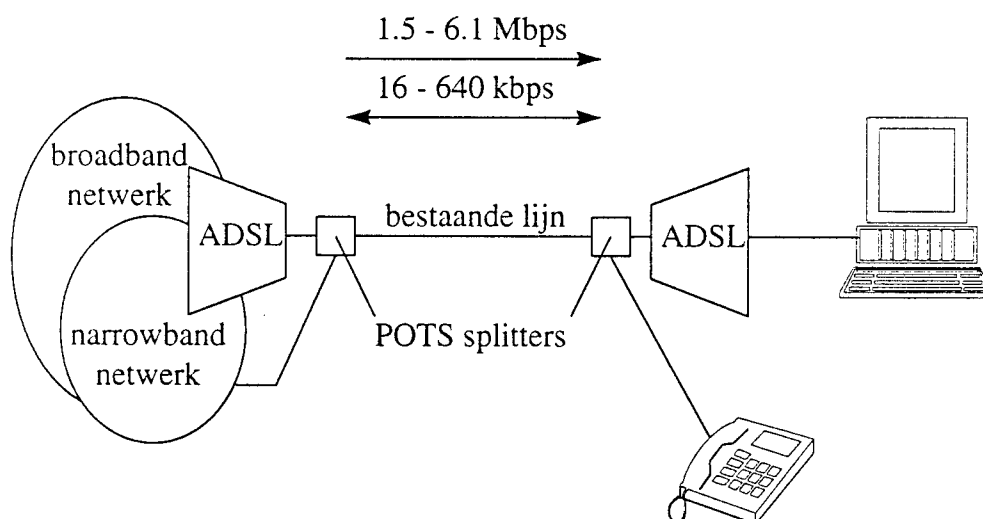 1.5 - 6.1 Mbps
16 - 640 kbps
broadband
netwerk
ADSL
bestaande lijn
ADSL
narrowband
netwerk
POTS splitters